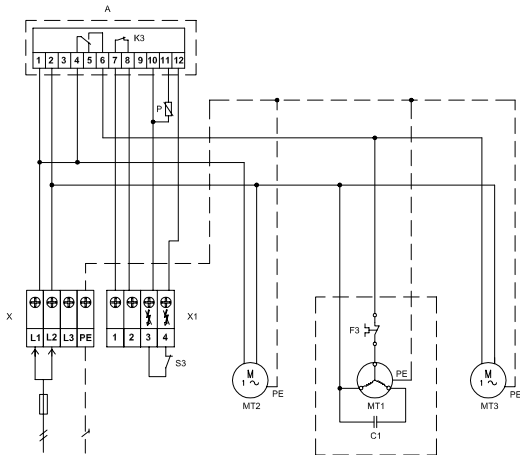 A
K3
1 2 3 4 5 6 7 8 9 10 11 12
P
X
L1 L2 L3 PE
1 2 3 4
X1
S3
F3
M
1 ~
MT2
PE
PE
MT1
C1
M
1 ~
MT3
PE